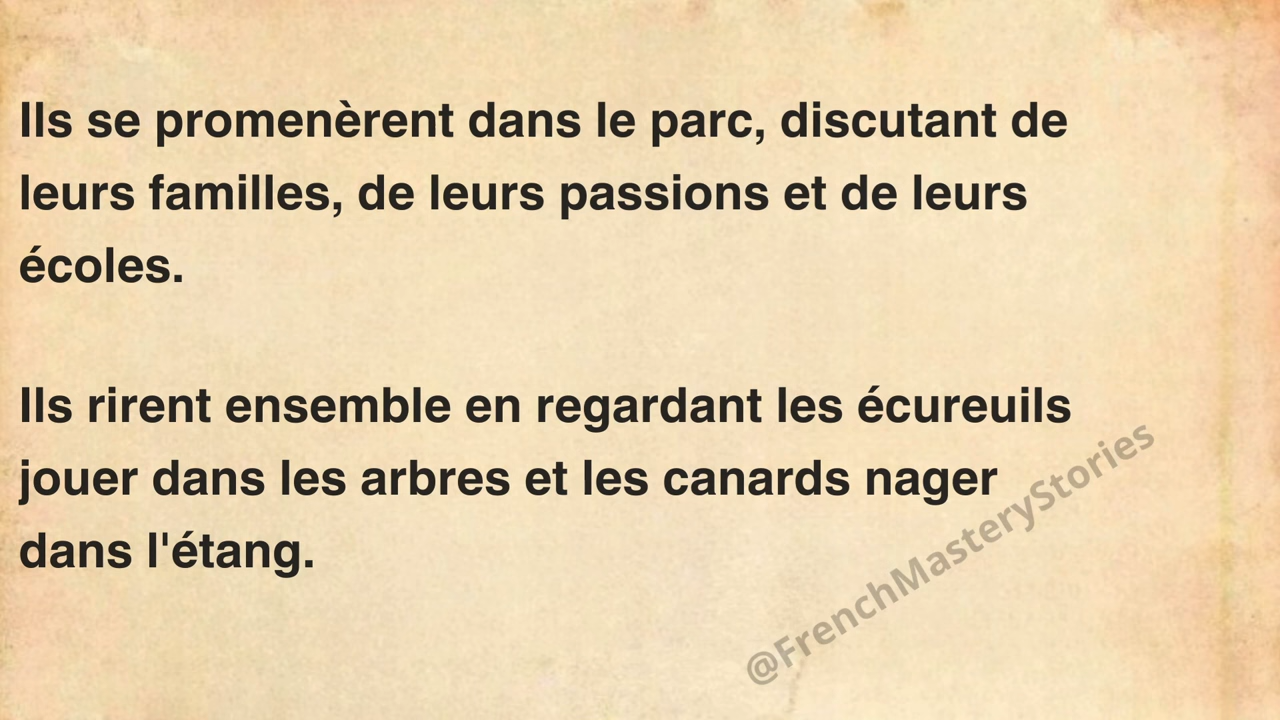 Ils se promenèrent dans le parc, discutant de
leurs familles, de leurs passions et de leurs
écoles.
Ils rirent ensemble en regardant les écureuils
jouer dans les arbres et les canards nager
dans l'étang.
@FrenchMasteryStories